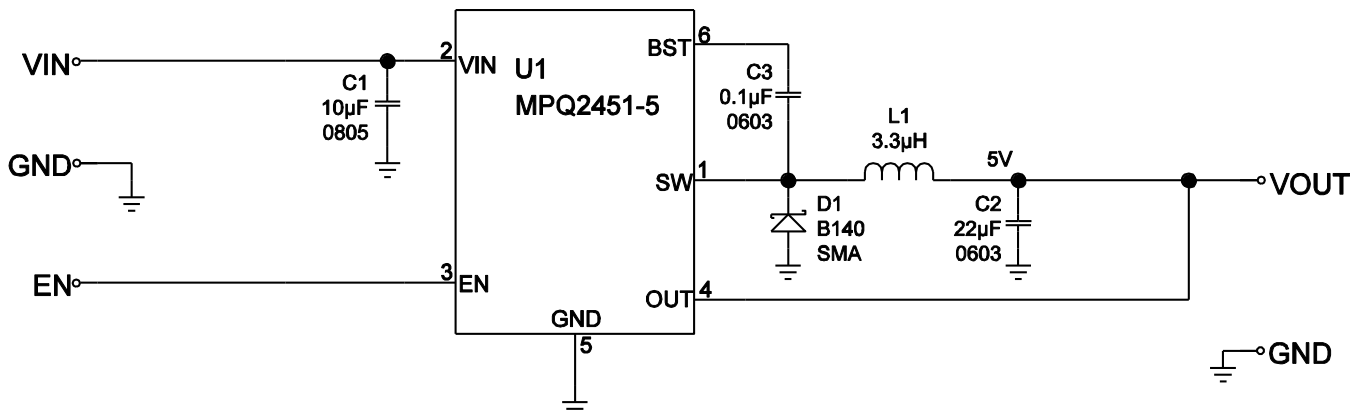 VIN
GND
EN
C1
10µF
0805
2
VIN
3
EN
U1
MPQ2451-5
GND
5
BST
6
SW
1
OUT
4
C3
0.1µF
0603
D1
B140
SMA
L1
3.3µH
5V
C2
22µF
0603
VOUT
GND